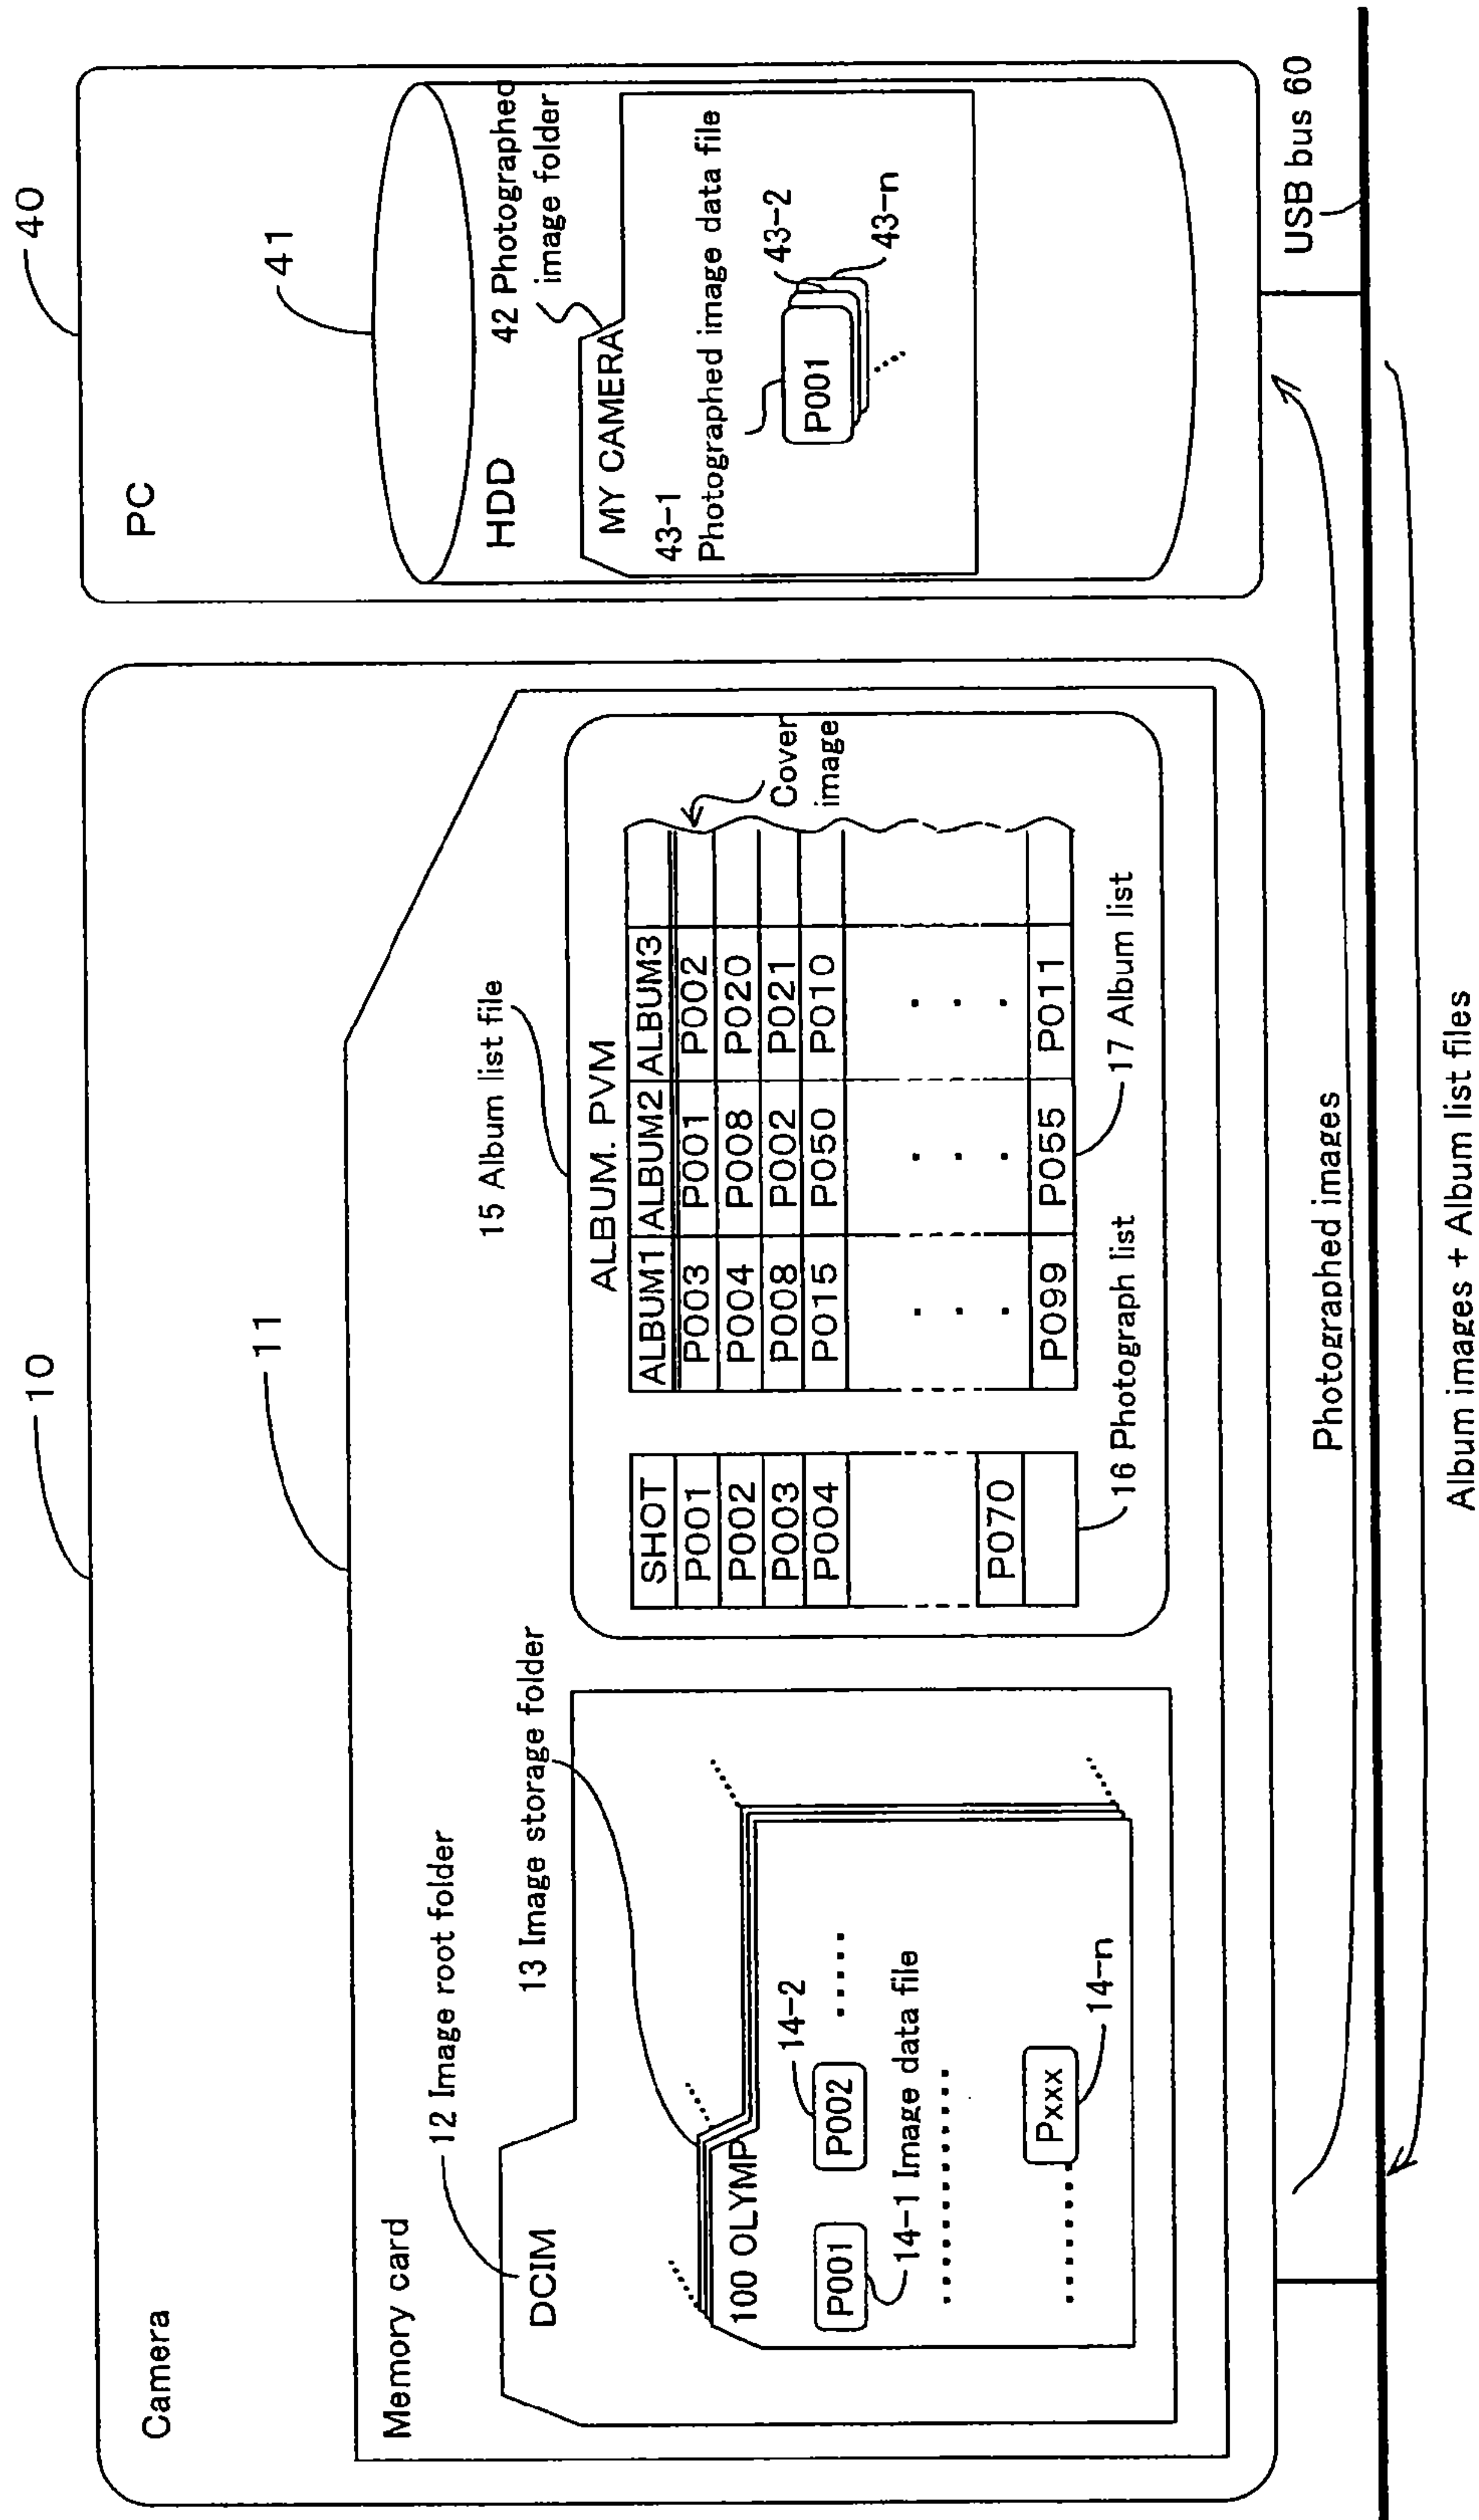 10
Camera
11
Memory card
12 Image root folder
DCIM
13 Image storage folder
100 OLYMP
P001
P002
14-2
14-1 Image data file
Pxxx
14-n
15 Album list file
ALBUM. PVM
SHOT
P001
P002
P003
P004
P070
16 Photograph list
ALBUM1 ALBUM2 ALBUM3
P003 P001 P002
P004 P008 P020
P008 P002 P021
P015 P050 P010
P099 P055 P011
Cover
image
17 Album list
40
PC
41
HDD
42 Photographed
image folder
MY CAMERA
43-1
Photographed image data file
P001
43-2
43-n
USB bus 60
Photographed images
Album images + Album list files